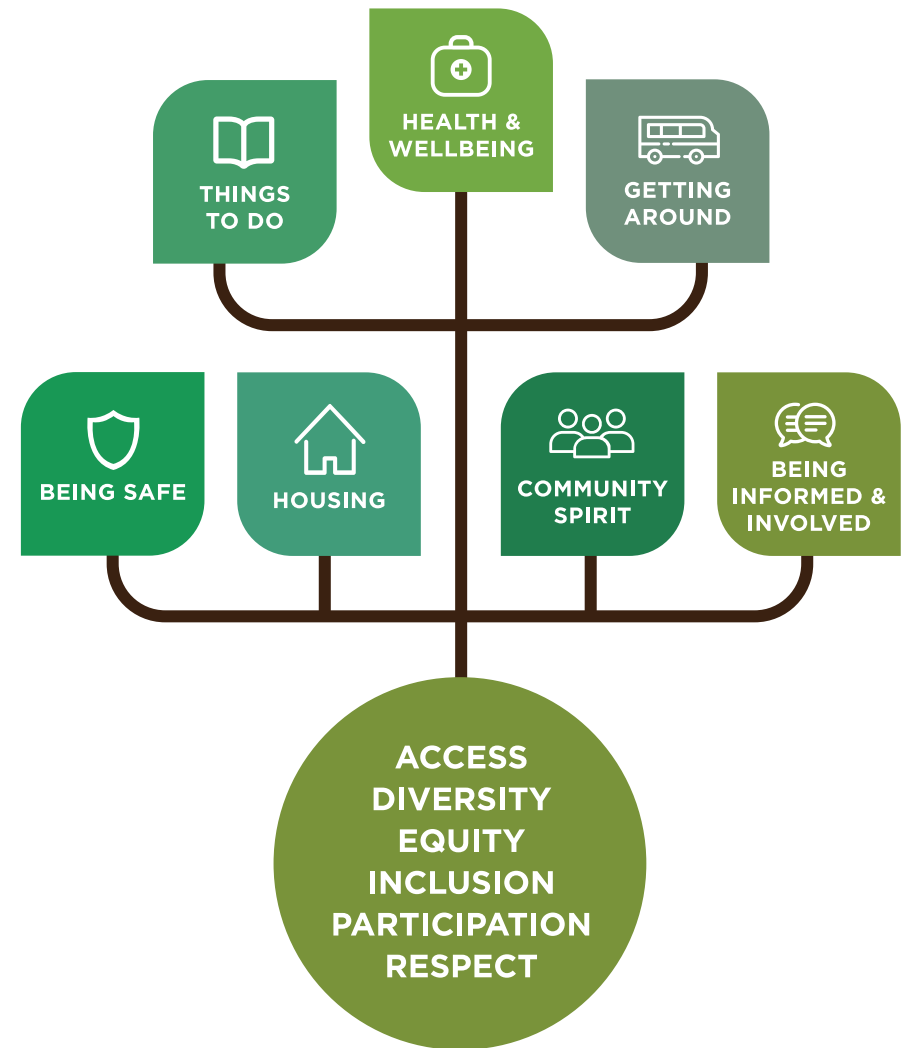 HEALTH &
WELLBEING
THINGS
TO DO
GETTING
AROUND
BEING SAFE
HOUSING
COMMUNITY
SPIRIT
BEING
INFORMED &
INVOLVED
ACCESS
DIVERSITY
EQUITY
INCLUSION
PARTICIPATION
RESPECT